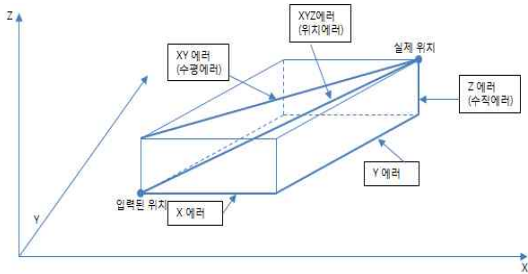 Z
XYZ에러
(위치에러)
XY 에러
(수평에러)
실제 위치
Z 에러
(수직에러)
Y 에러
입력된 위치
X 에러
Y
X